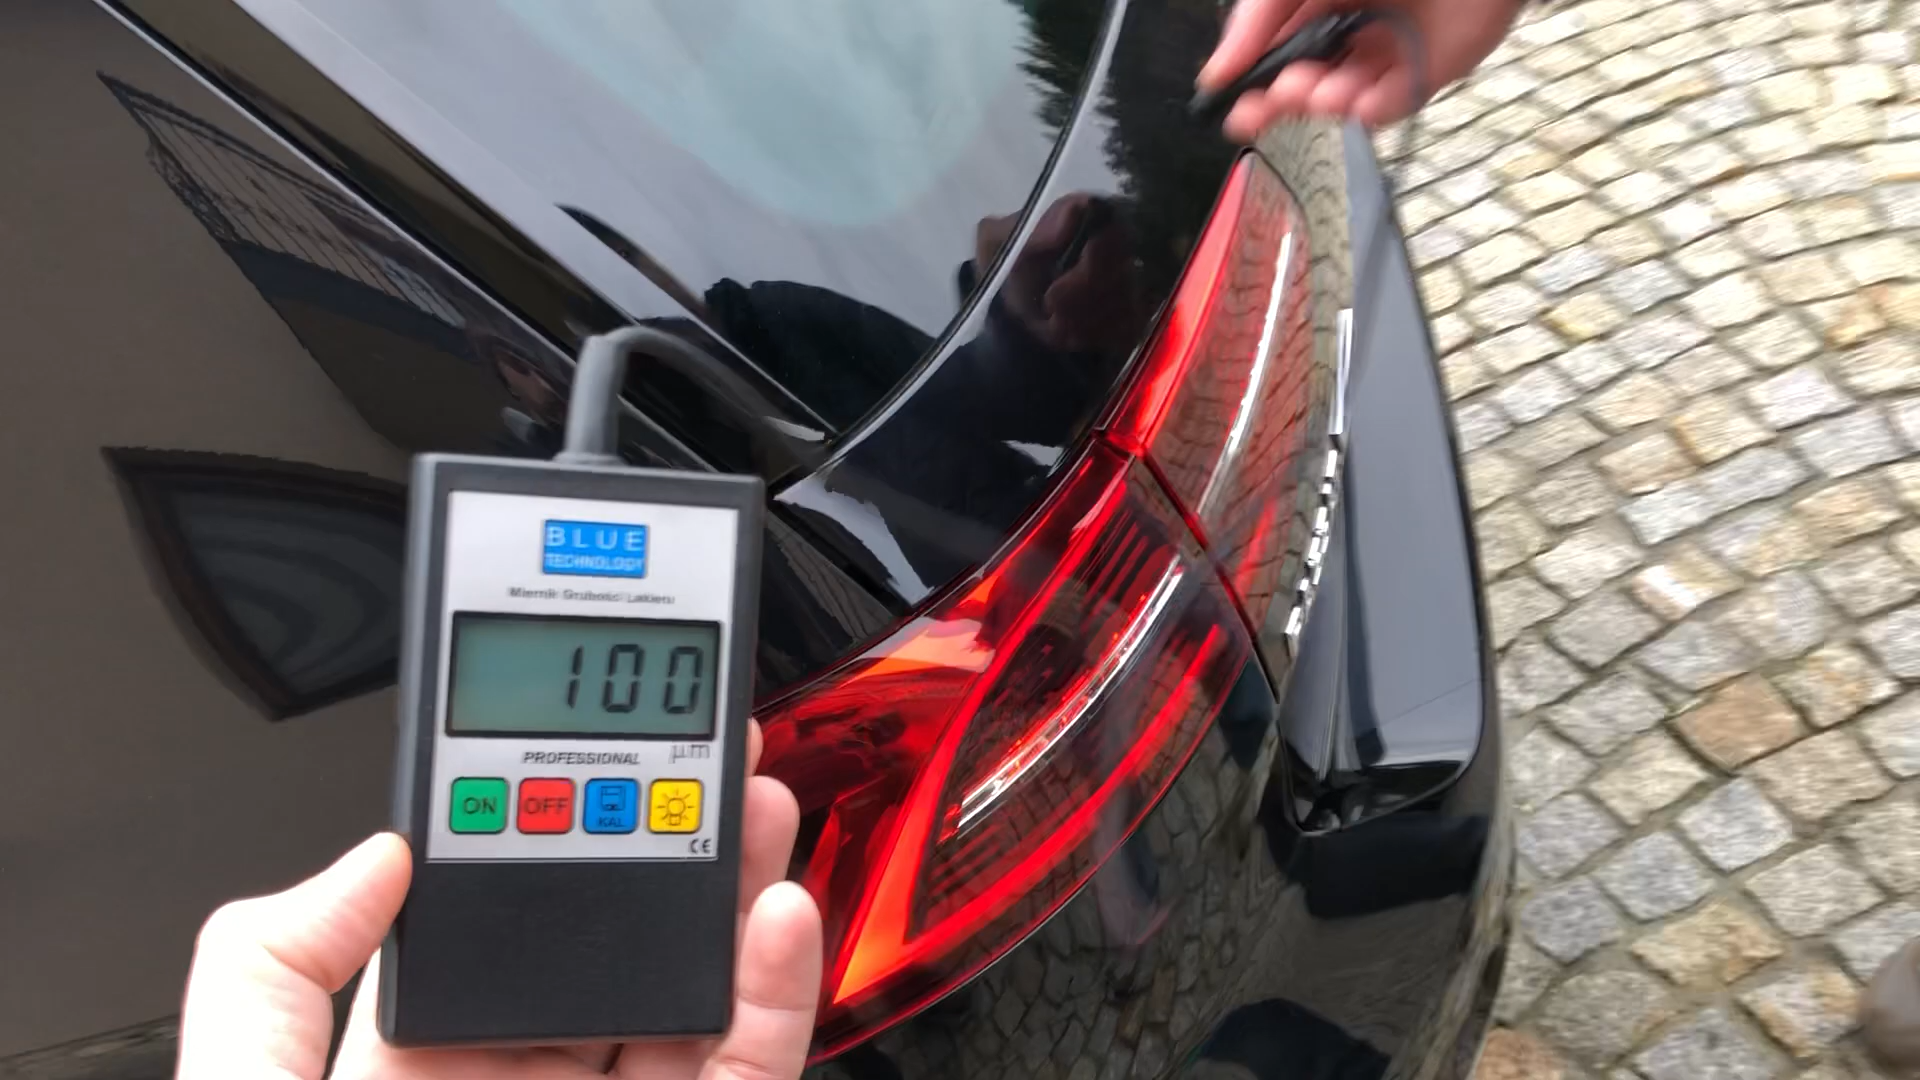 BLUE
TECHNOLOGY
Miernik Grubości Lakieru
100
PROFESSIONAL
μm
ON
OFF
KAL
CE